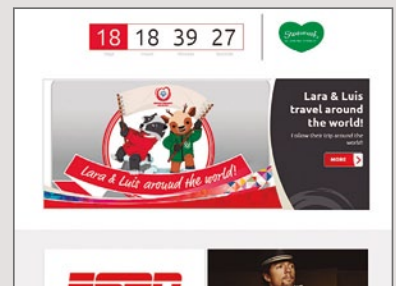 18 18 39 27
Lara & Luis
travel around
the world!
Follow their trip around the
world!
MORE
Lara & Luis around the world!